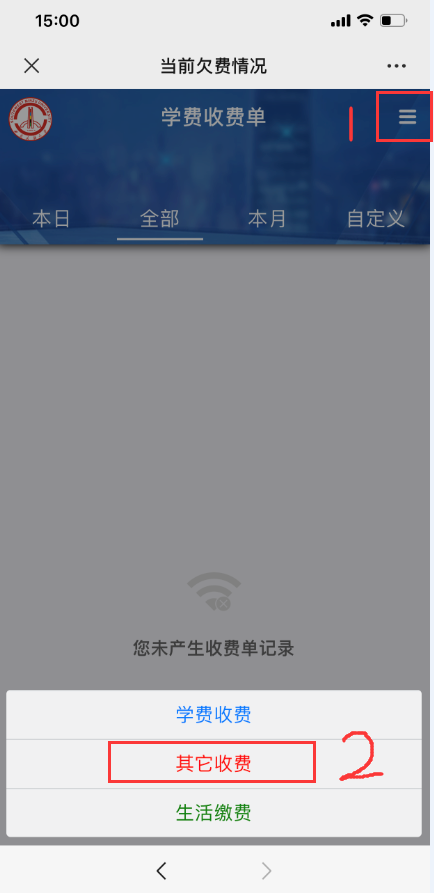 15:00
当前欠费情况
学费收费单
1
本日 全部 本月 自定义
您未产生收费单记录
学费收费
其它收费
2
生活缴费